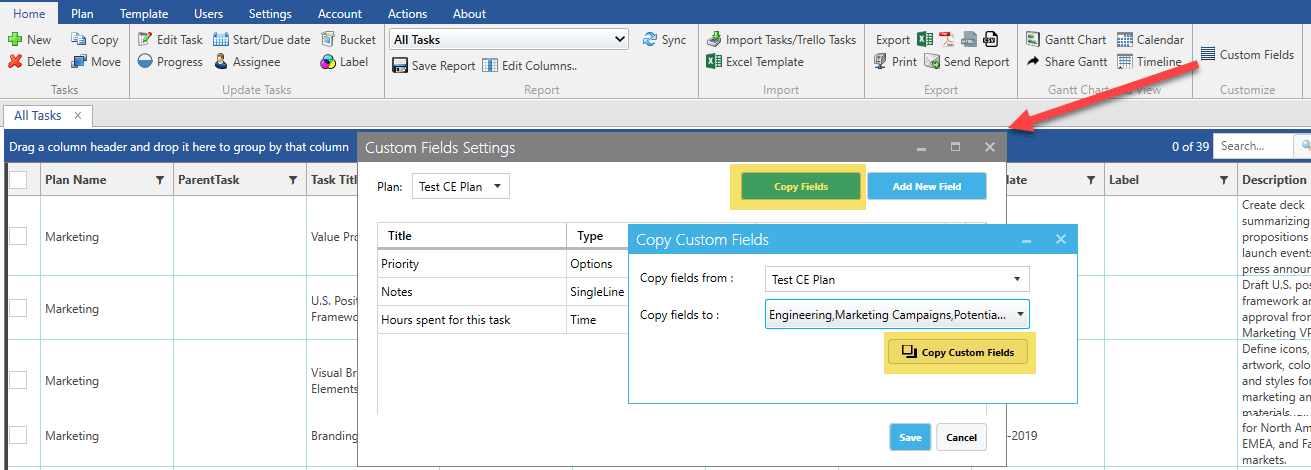 Home Plan Template Users Settings Account Actions About
New Copy Edit Task Start/Due date Bucket All Tasks Sync Import Tasks/Trello Tasks Export Gantt Chart Calendar Custom Fields
Delete Move Progress Assignee Label Save Report Edit Columns.. Excel Template Print Send Report Share Gantt Timeline
Tasks Update Tasks Report Import Export Gantt Chart View Customize
All Tasks
Drag a column header and drop it here to group by that column
0 of 39 Search...
Plan Name ParentTask Task Titl Label Description
Marketing
Value Pro
Create deck
summarizing
propositions
launch events
press announ
Marketing
U.S. Posit
Framewor
Draft U.S. pos
framework an
approval from
Marketing VP
Marketing
Visual Br
Elements
Define icons,
artwork, colo
and styles for
marketing an
materials
Marketing
Branding
-2019
for North Am
EMEA, and Fa
markets.
Custom Fields Settings
Plan: Test CE Plan Copy Fields Add New Field
Title Type
Priority Options
Notes SingleLine
Hours spent for this task Time
Save Cancel
Copy Custom Fields
Copy fields from : Test CE Plan
Copy fields to : Engineering,Marketing Campaigns,Potentia...
Copy Custom Fields